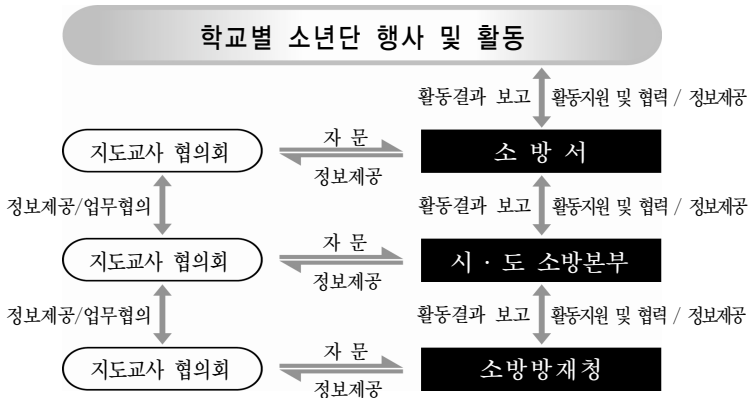 학교별 소년단 행사 및 활동
활동결과 보고 활동지원 및 협력 / 정보제공
지도교사 협의회 자 문 소 방 서
정보제공
정보제공/업무협의 활동결과 보고 활동지원 및 협력 / 정보제공
지도교사 협의회 자 문 시 · 도 소방본부
정보제공
정보제공/업무협의 활동결과 보고 활동지원 및 협력 / 정보제공
지도교사 협의회 자 문 소방방재청
정보제공